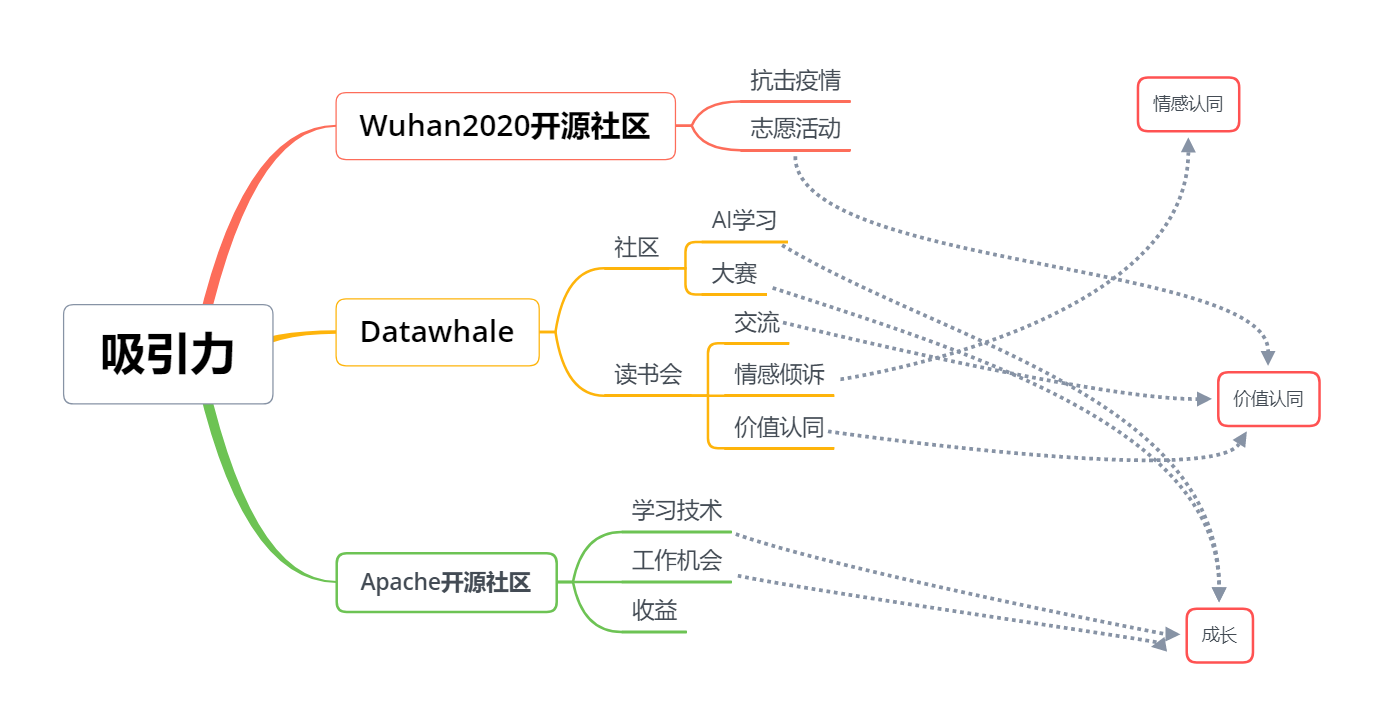 吸引力
Wuhan2020开源社区
抗击疫情
志愿活动
Datawhale
社区
AI学习
大赛
读书会
交流
情感倾诉
价值认同
Apache开源社区
学习技术
工作机会
收益
情感认同
价值认同
成长